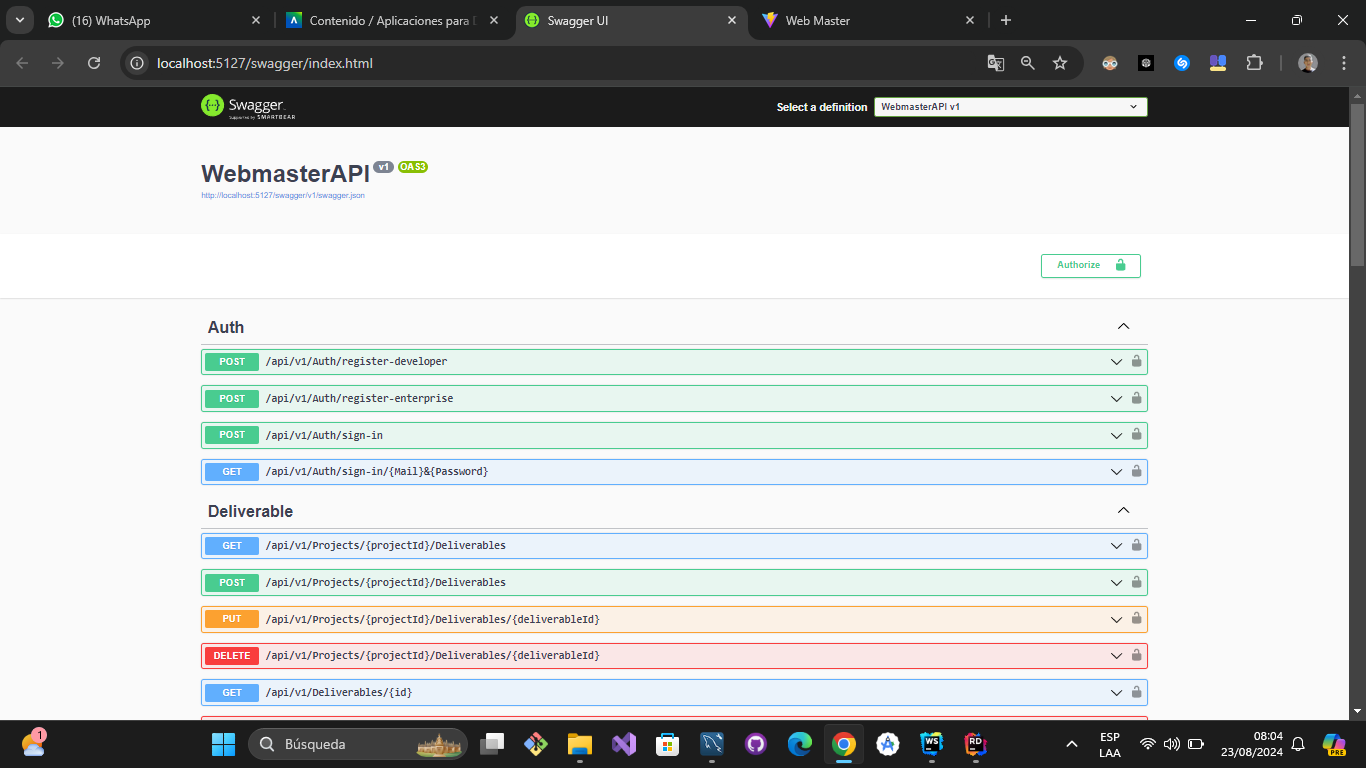 (16) WhatsApp
Contenido / Aplicaciones para
Swagger UI
Web Master
localhost:5127/swagger/index.html
Swagger
Supported by SMARTBEAR
Select a definition
WebmasterAPI v1
WebmasterAPI v1 OAS3
http://localhost:5127/swagger/v1/swagger.json
Authorize
Auth
POST /api/v1/Auth/register-developer
POST /api/v1/Auth/register-enterprise
POST /api/v1/Auth/sign-in
GET /api/v1/Auth/sign-in/{Mail}&{Password}
Deliverable
GET /api/v1/Projects/{projectId}/Deliverables
POST /api/v1/Projects/{projectId}/Deliverables
PUT /api/v1/Projects/{projectId}/Deliverables/{deliverableId}
DELETE /api/v1/Projects/{projectId}/Deliverables/{deliverableId}
GET /api/v1/Deliverables/{id}
1
Búsqueda
WS
RD
ESP
LAA
08:04
23/08/2024
PRE